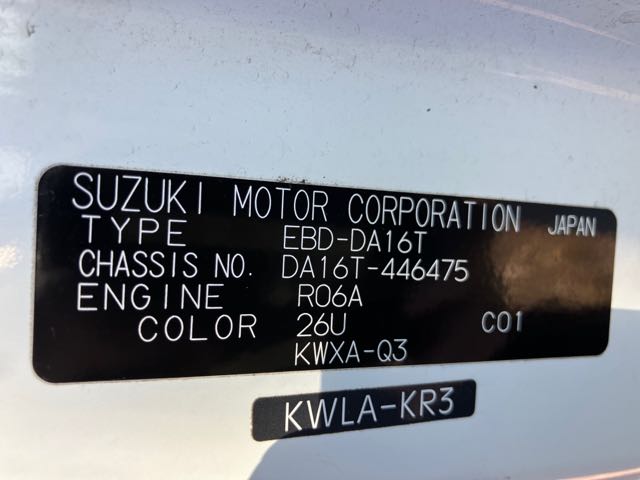 SUZUKI MOTOR CORPORATION JAPAN
TYPE EBD-DA16T
CHASSIS NO. DA16T-446475
ENGINE R06A
COLOR 26U C01
KWXA-Q3
KWLA-KR3